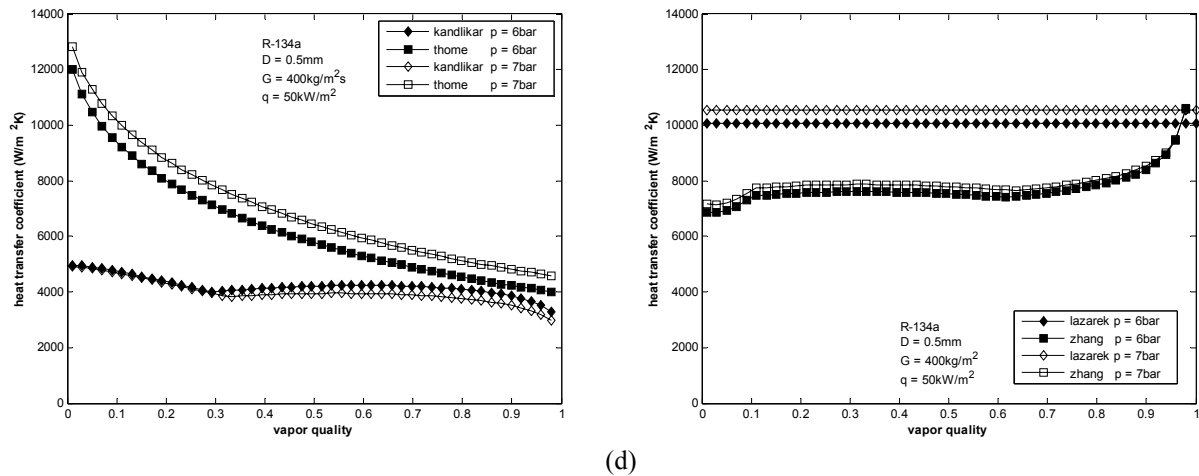 14000
12000
10000
8000
6000
4000
2000
0
heat transfer coefficient (W/m ²K)
R-134a
D = 0.5mm
G = 400kg/m²s
q = 50kW/m²
kandlikar p = 6bar
thome p = 6bar
kandlikar p = 7bar
thome p = 7bar
0 0.1 0.2 0.3 0.4 0.5 0.6 0.7 0.8 0.9 1
vapor quality
14000
12000
10000
8000
6000
4000
2000
0
heat transfer coefficient (W/m ²K)
R-134a
D = 0.5mm
G = 400kg/m²
q = 50kW/m²
lazarek p = 6bar
zhang p = 6bar
lazarek p = 7bar
zhang p = 7bar
0 0.1 0.2 0.3 0.4 0.5 0.6 0.7 0.8 0.9 1
vapor quality
(d)